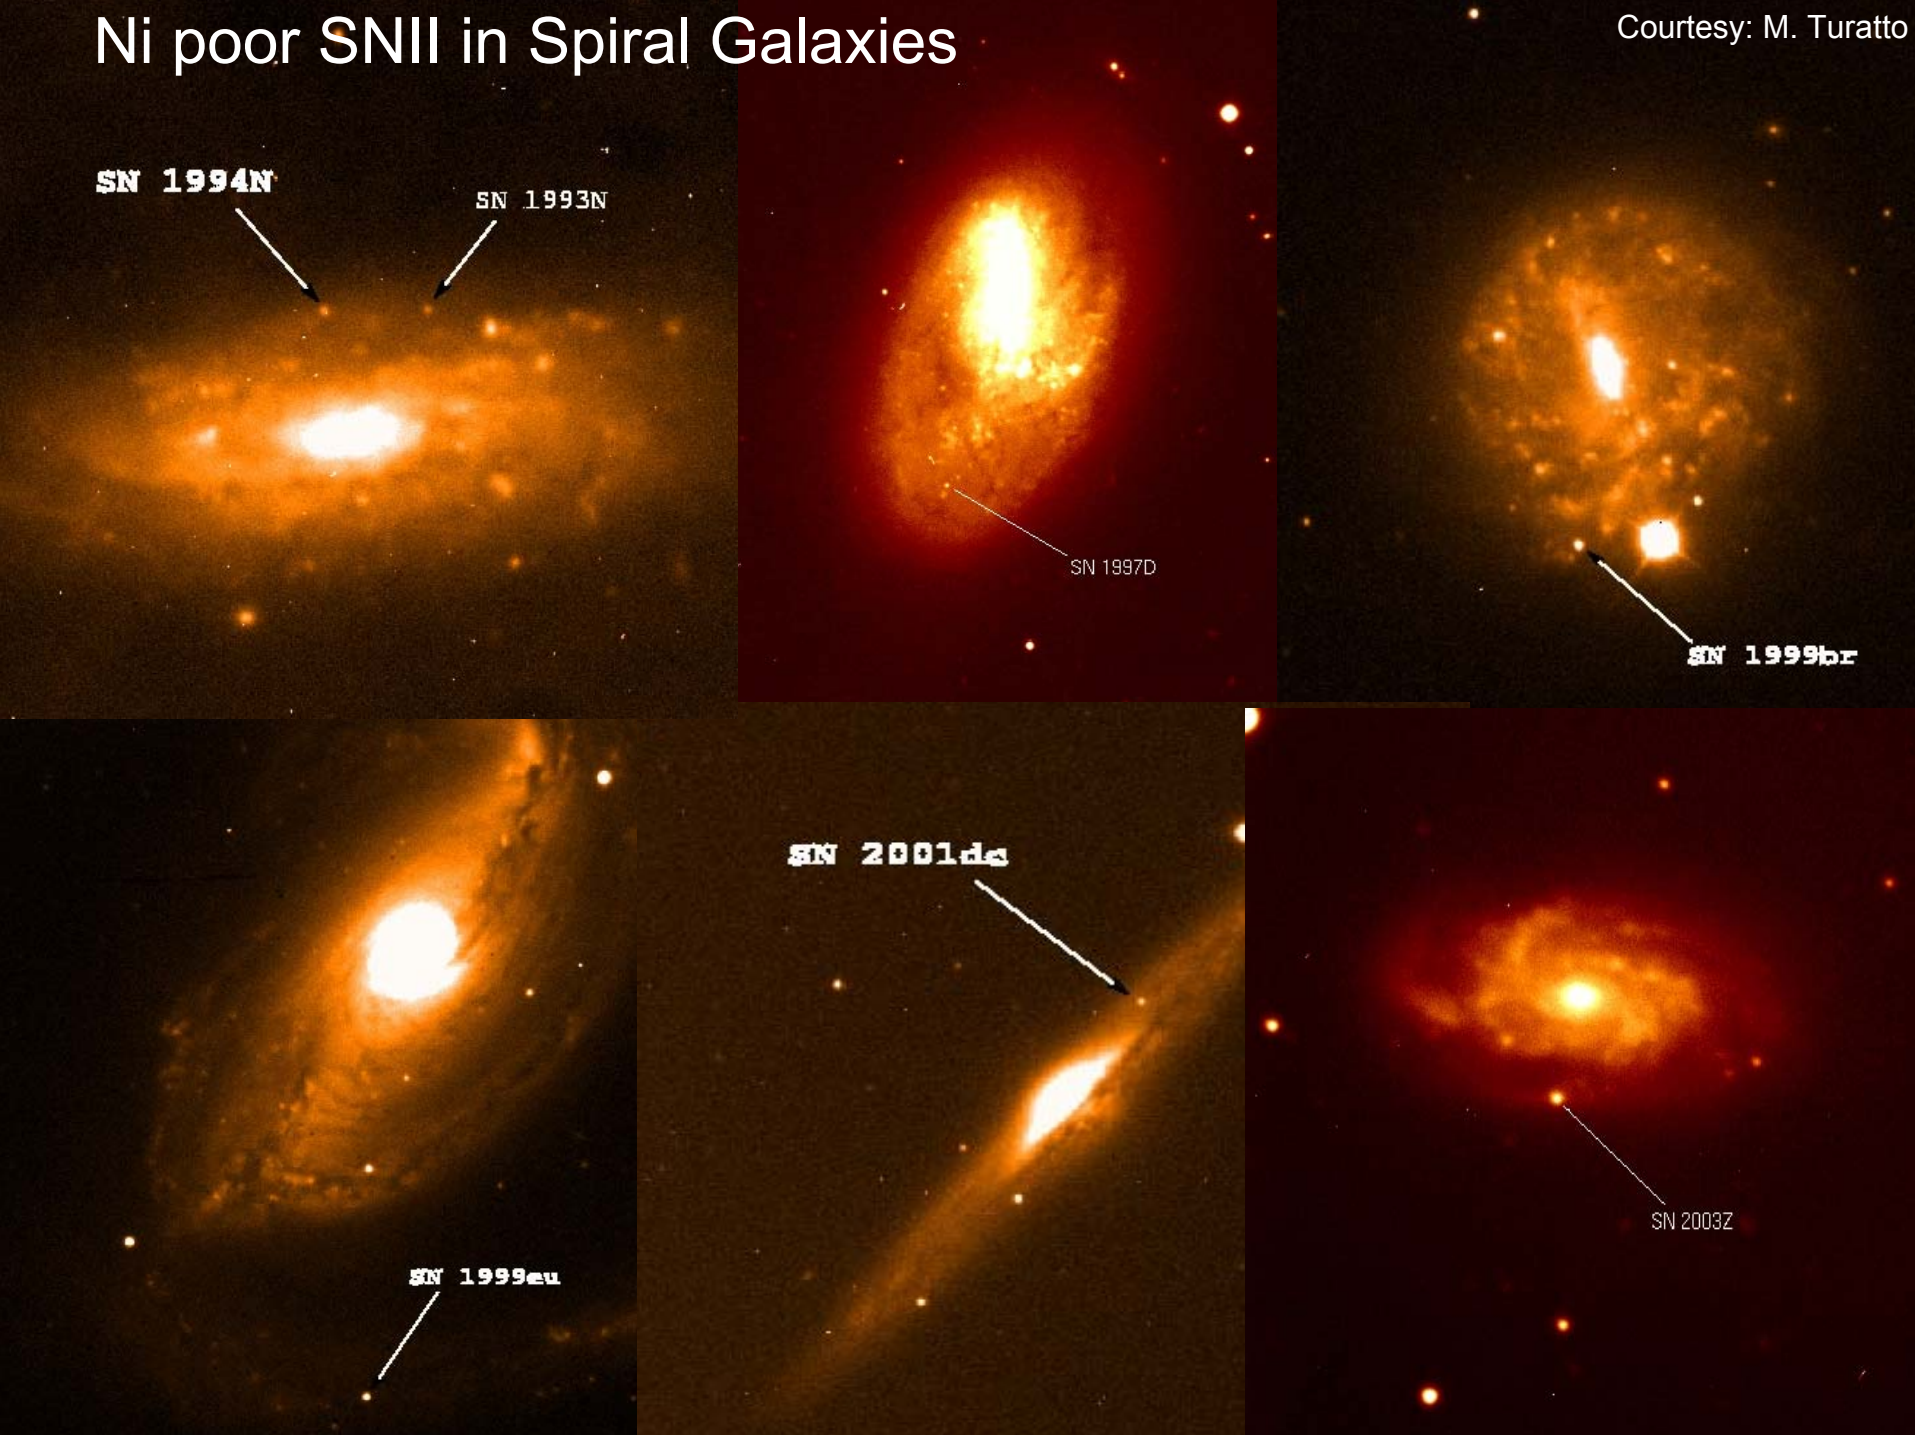 Ni poor SNII in Spiral Galaxies
Courtesy: M. Turatto
SN 1994N
SN 1993N
SN 1997D
SN 1999br
SN 1999eu
SN 2001dc
SN 2003Z